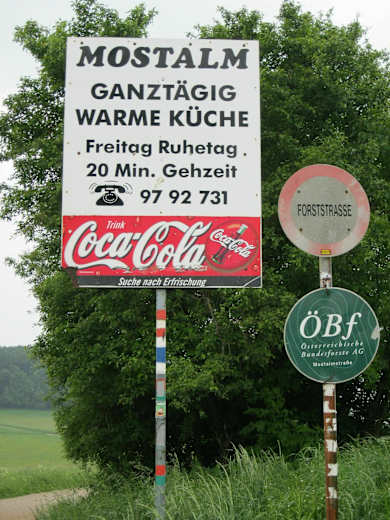 MOSTALM
GANZTÄGIG
WARME KÜCHE
Freitag Ruhetag
20 Min. Gehzeit
97 92 731
Trink
Coca-Cola
Coca-Cola
Suche nach Erfrischung
FORSTSTRASSE
ÖBf
Österreichische
Bundesforste AG
Mostalmstraße